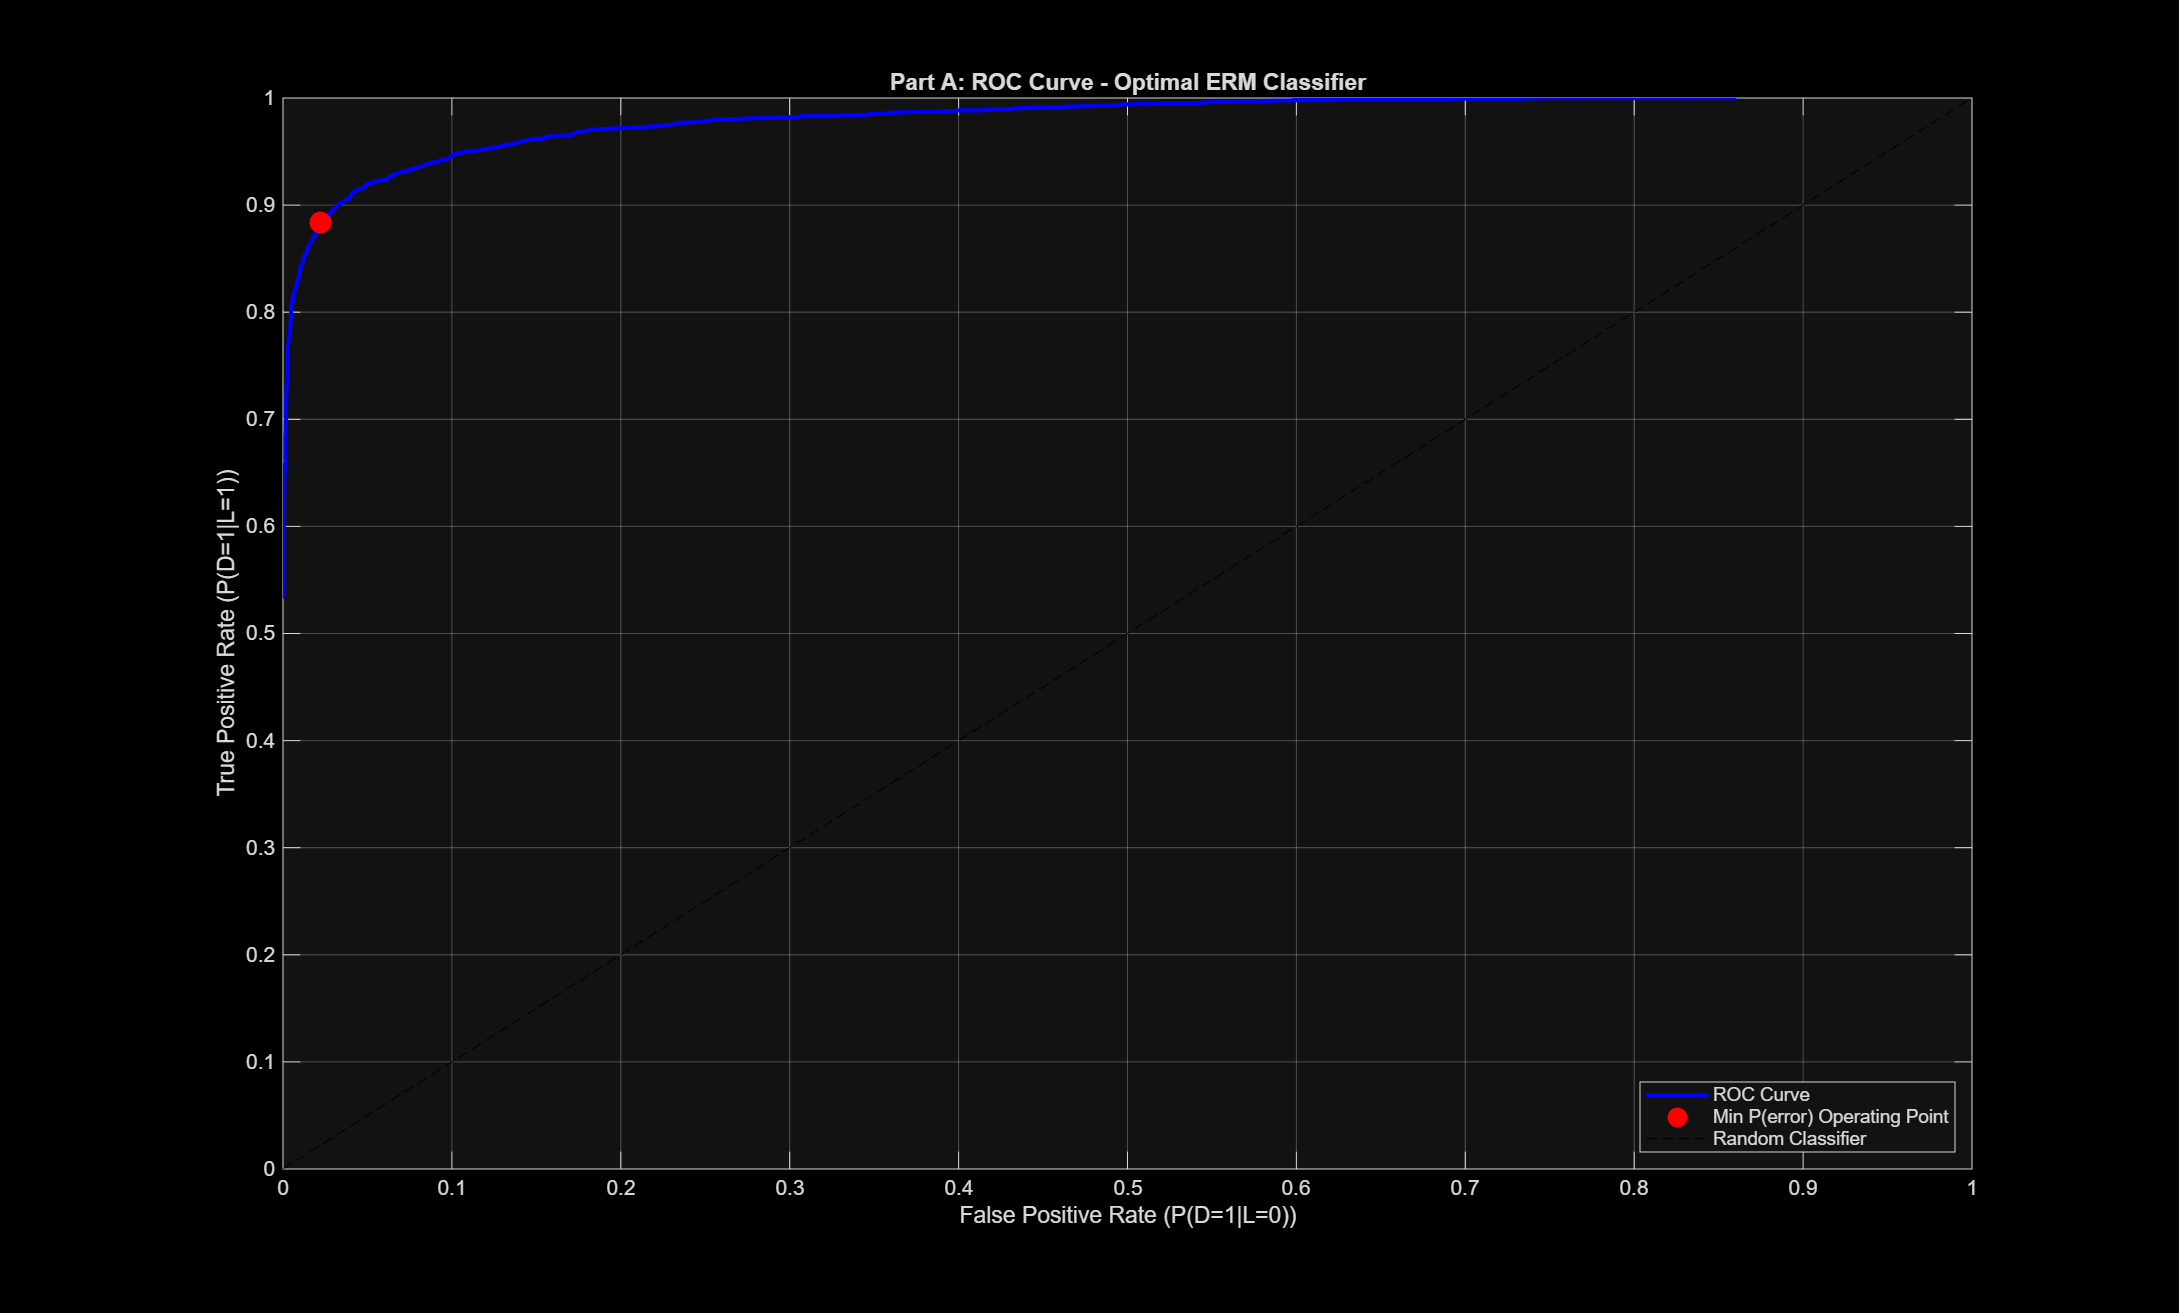 Part A: ROC Curve - Optimal ERM Classifier
1
0.9
0.8
0.7
0.6
0.5
0.4
0.3
0.2
0.1
0
True Positive Rate (P(D=1|L=1))
0 0.1 0.2 0.3 0.4 0.5 0.6 0.7 0.8 0.9 1
False Positive Rate (P(D=1|L=0))
ROC Curve
Min P(error) Operating Point
Random Classifier